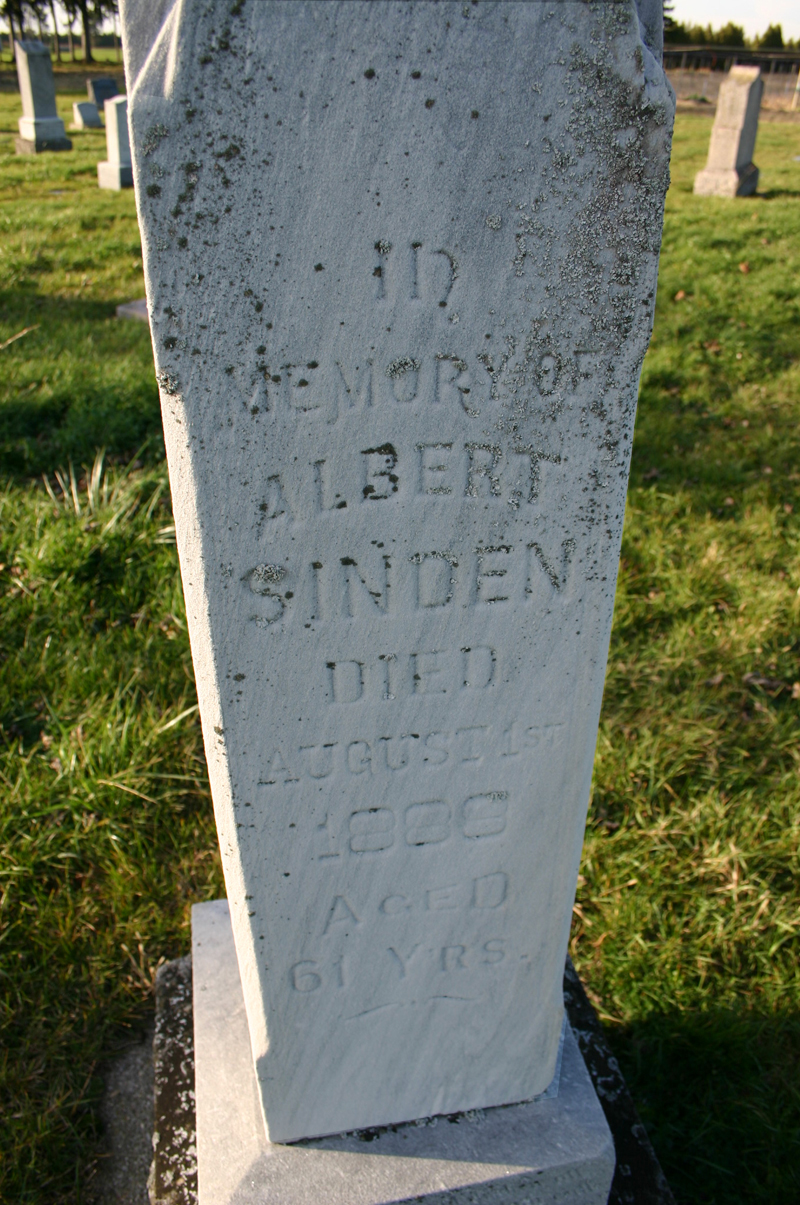 In
MEMORY OF
ALBERT
SINDEN
DIED
AUGUST 1ST
1888
AGED
61 YRS.